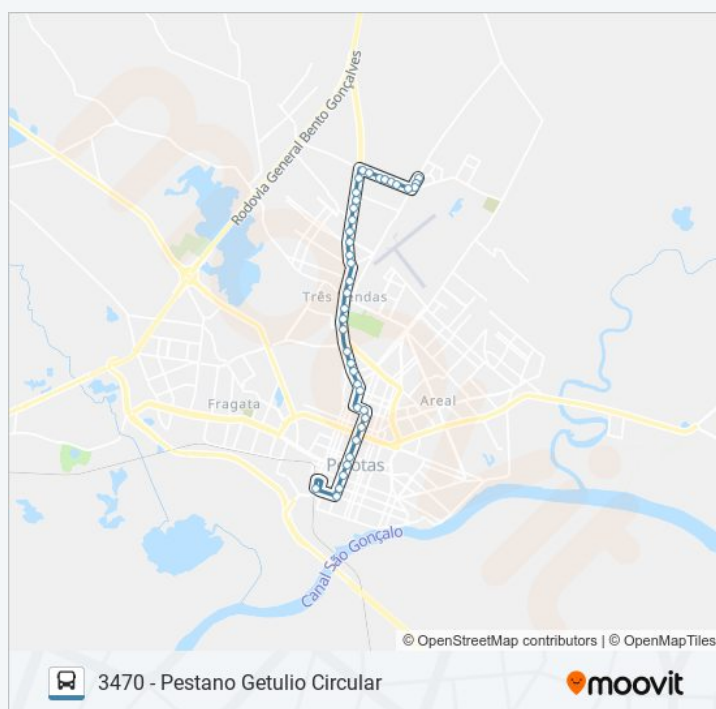 Rodovia General Bento Gonçalves
Três Vendas
Fragata
Areal
Pelotas
Canal São Gonçalo
© OpenStreetMap contributors | © OpenMapTiles
3470 - Pestano Getulio Circular
moovit